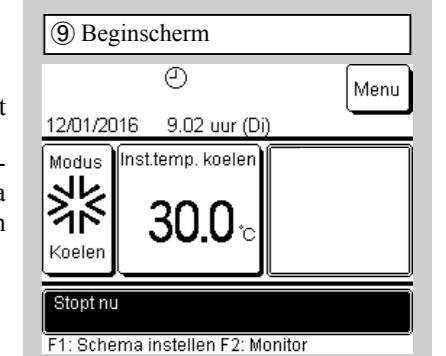 ⑨ Beginscherm
Menu
t
12/01/2016 9.02 uur (Di)
-
a
n
Modus
Koelen
Inst.temp. koelen
30.0 °C
Stopt nu
F1: Schema instellen F2: Monitor